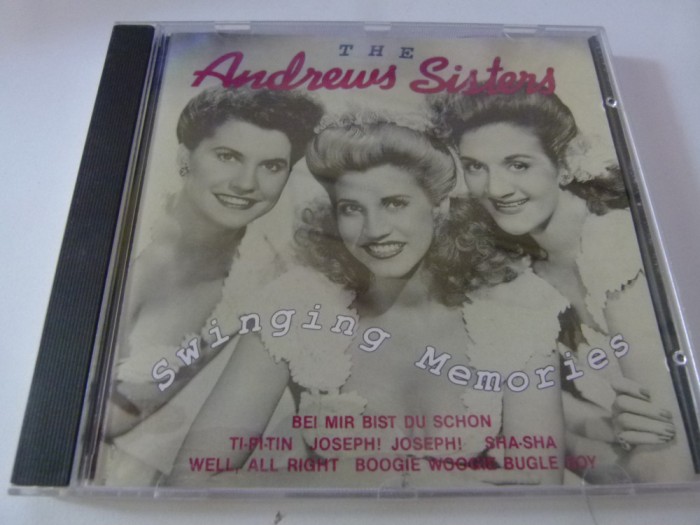 THE
Andrews Sisters
Swinging Memories
BEI MIR BIST DU SCHON
TI-PI-TIN JOSEPH! JOSEPH! SHA-SHA
WELL, ALL RIGHT BOOGIE WOOGIE BUGLE BOY